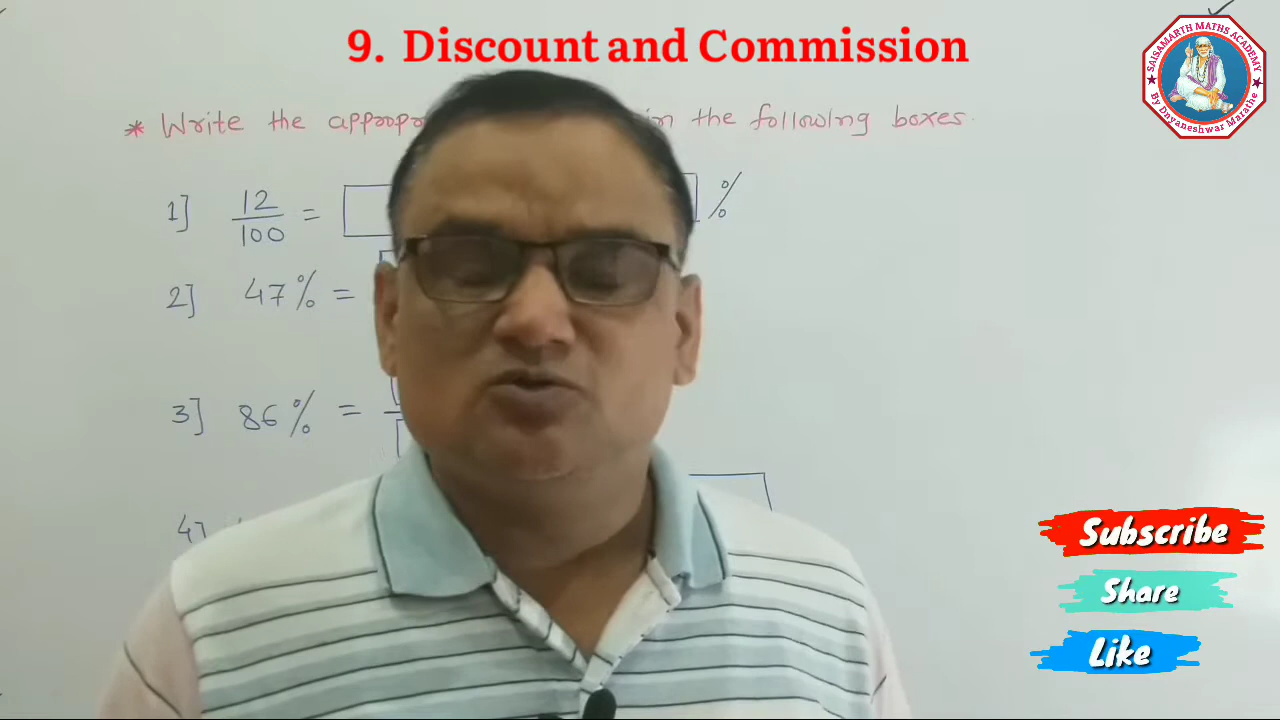 9. Discount and Commission
SAISAMARTH MATHS ACADEMY
By Dnyaneshwar Marathe
* Write the appropr in the following boxes.
1] 12/100 = %
2] 47% =
3] 86% =
4]
Subscribe
Share
Like